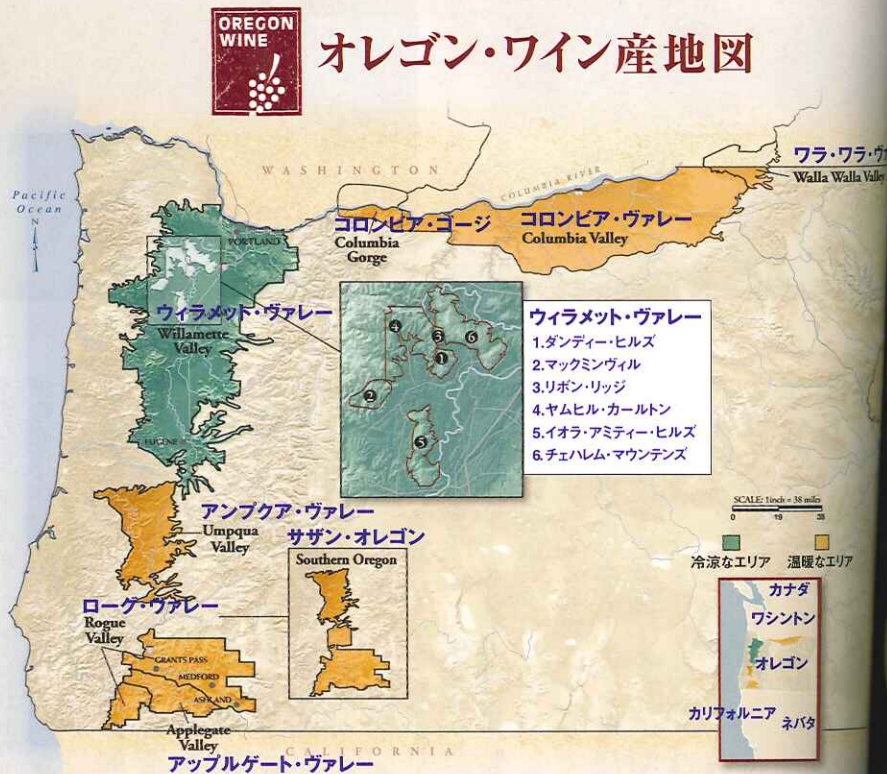 OREGON
WINE
オレゴン・ワイン産地図
WASHINGTON
COLUMBIA RIVER
ワラ・ワラ・ヴ
Walla Walla Valley
Pacific
Ocean
N
PORTLAND
コロンビア・ゴージ
Columbia
Gorge
コロンビア・ヴァレー
Columbia Valley
ウィラメット・ヴァレー
Willamette
Valley
EUGENE
4
3
6
1
2
5
ウィラメット・ヴァレー
1.ダンディー・ヒルズ
2.マックミンヴィル
3.リボン・リッジ
4.ヤムヒル・カールトン
5.イオラ・アミティー・ヒルズ
6.チェハレム・マウンテンズ
SCALE: 1inch = 38 miles
0 19 38
冷涼なエリア 温暖なエリア
アンプクア・ヴァレー
Umpqua
Valley
サザン・オレゴン
Southern Oregon
ローグ・ヴァレー
Rogue
Valley
GRANTS PASS
MEDFORD
ASHLAND
Applegate
Valley
アップルゲート・ヴァレー
CALIFORNIA
カナダ
ワシントン
オレゴン
カリフォルニア
ネバタ